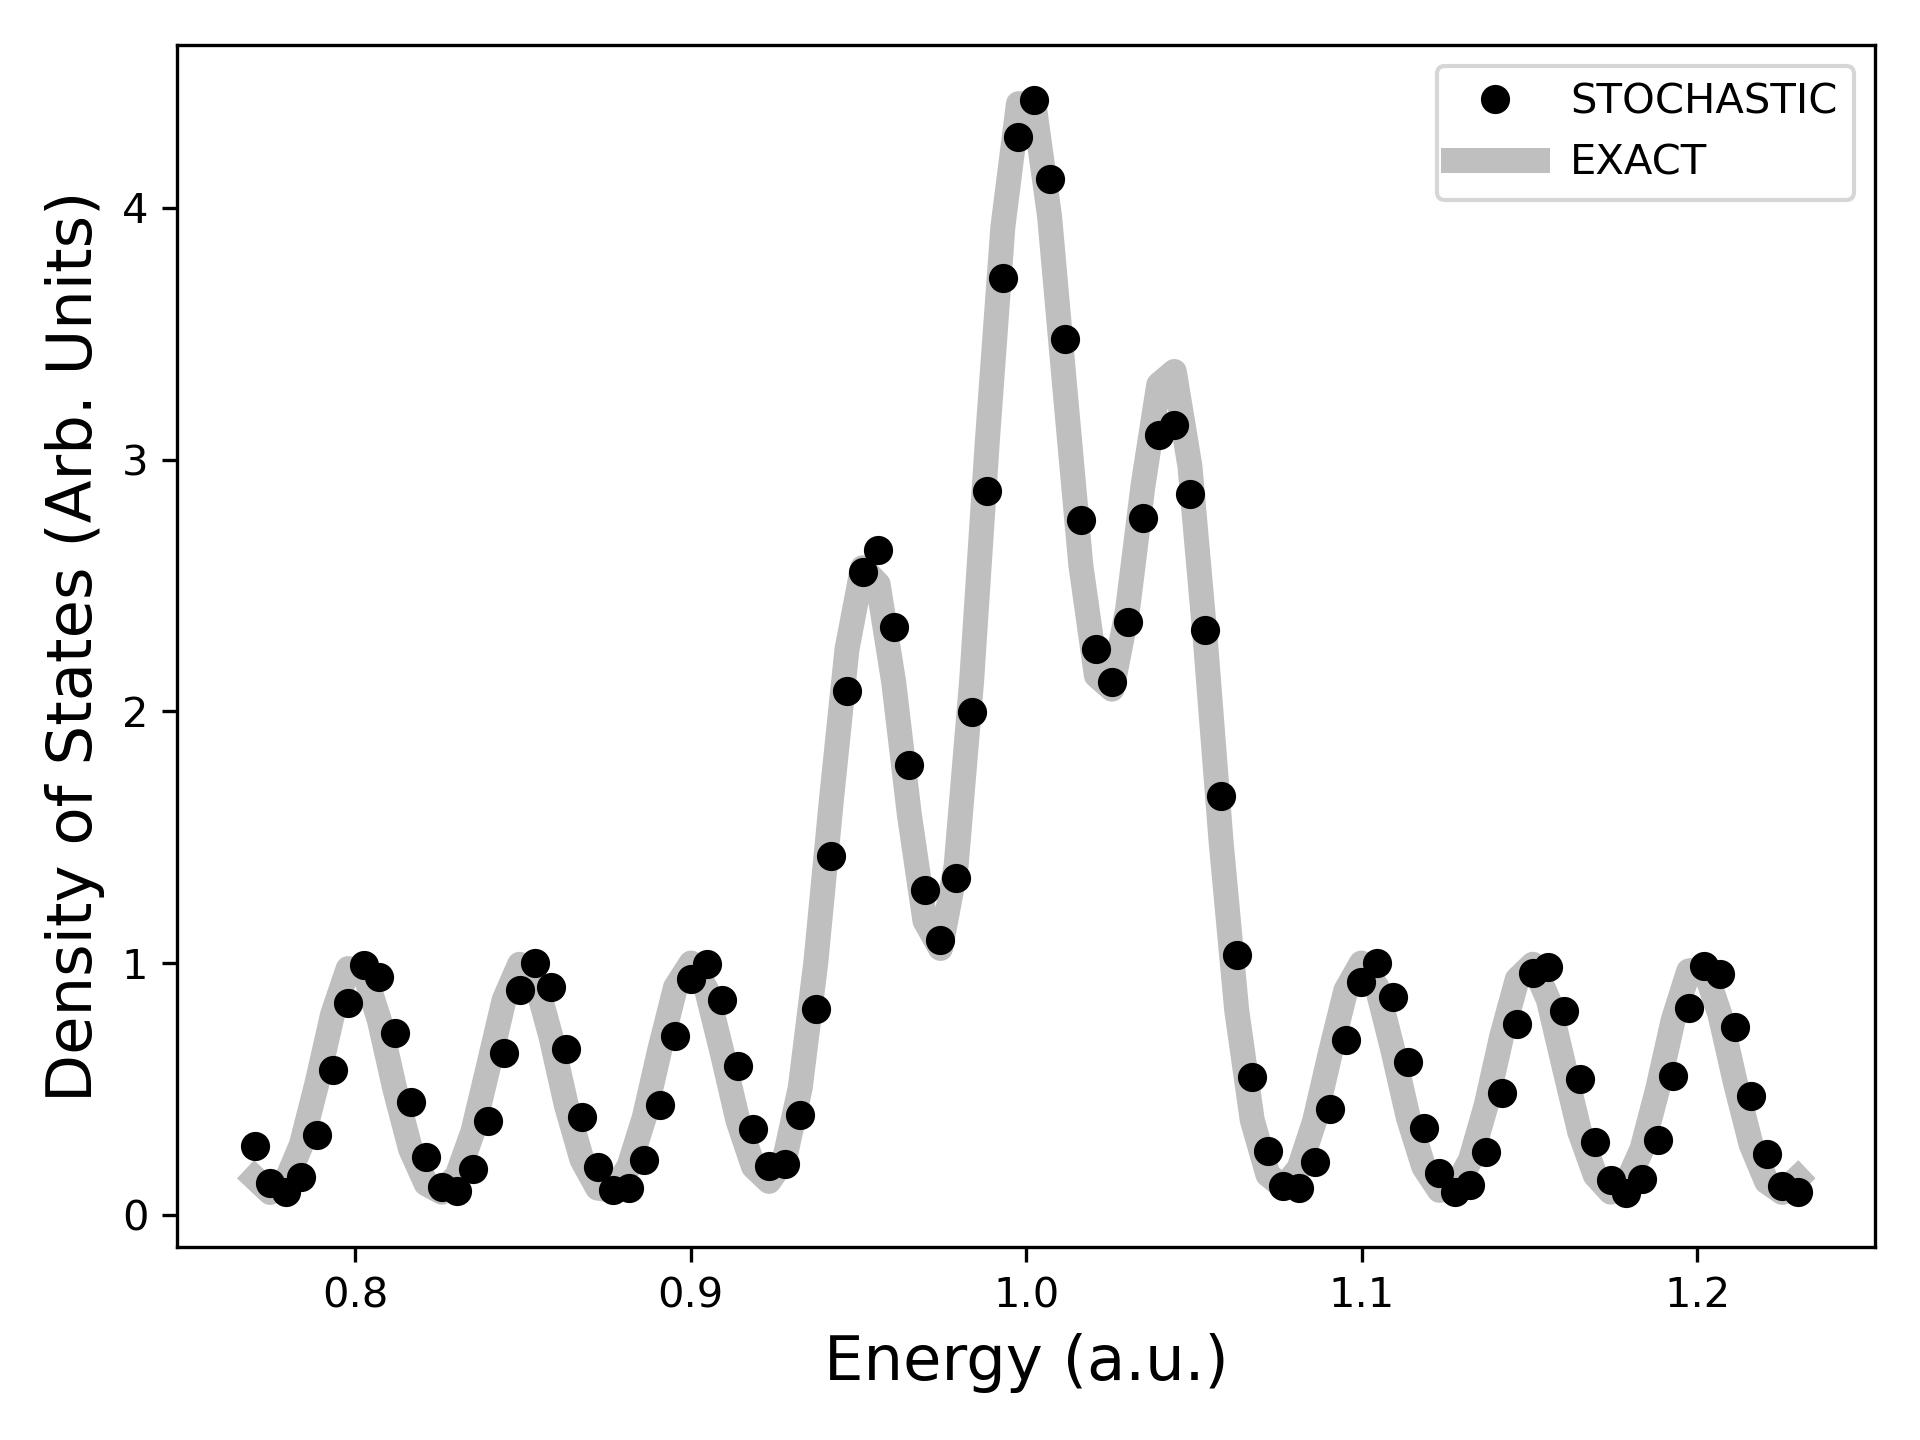 STOCHASTIC
EXACT
Density of States (Arb. Units)
4
3
2
1
0
0.8 0.9 1.0 1.1 1.2
Energy (a.u.)